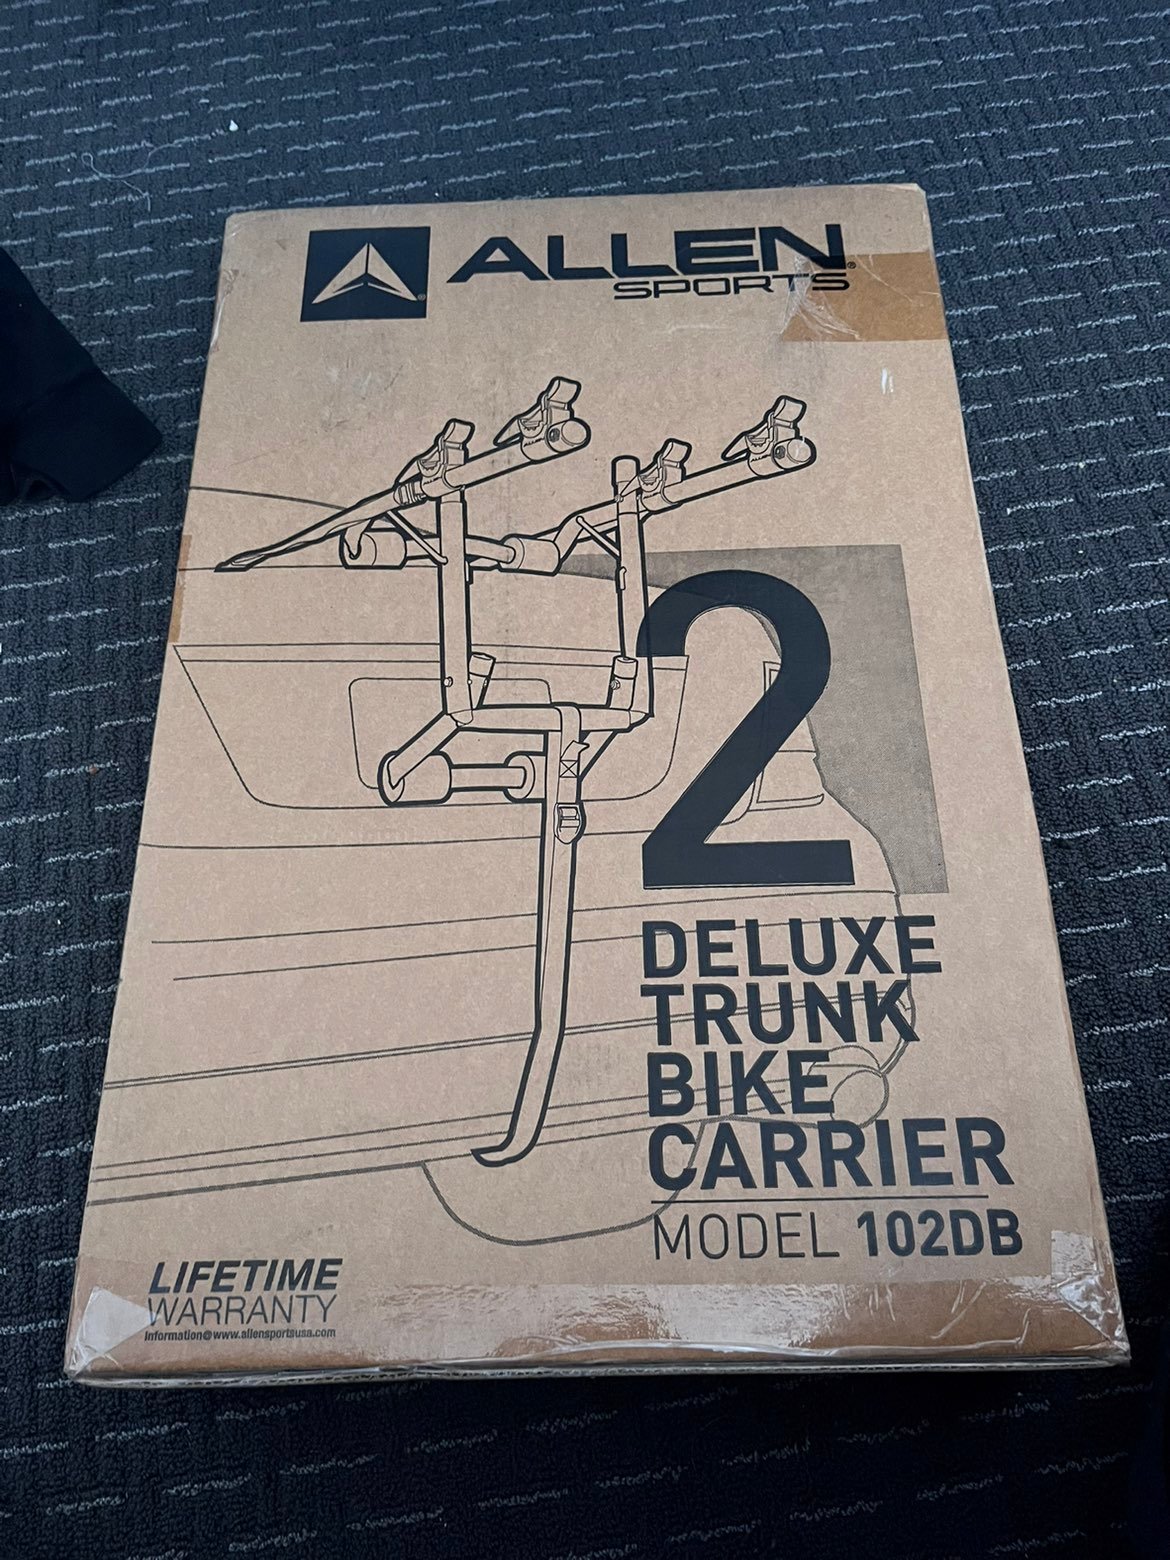 ALLEN®
SPORTS
2
DELUXE
TRUNK
BIKE
CARRIER
MODEL 102DB
LIFETIME
WARRANTY
Information@www.allensportsusa.com